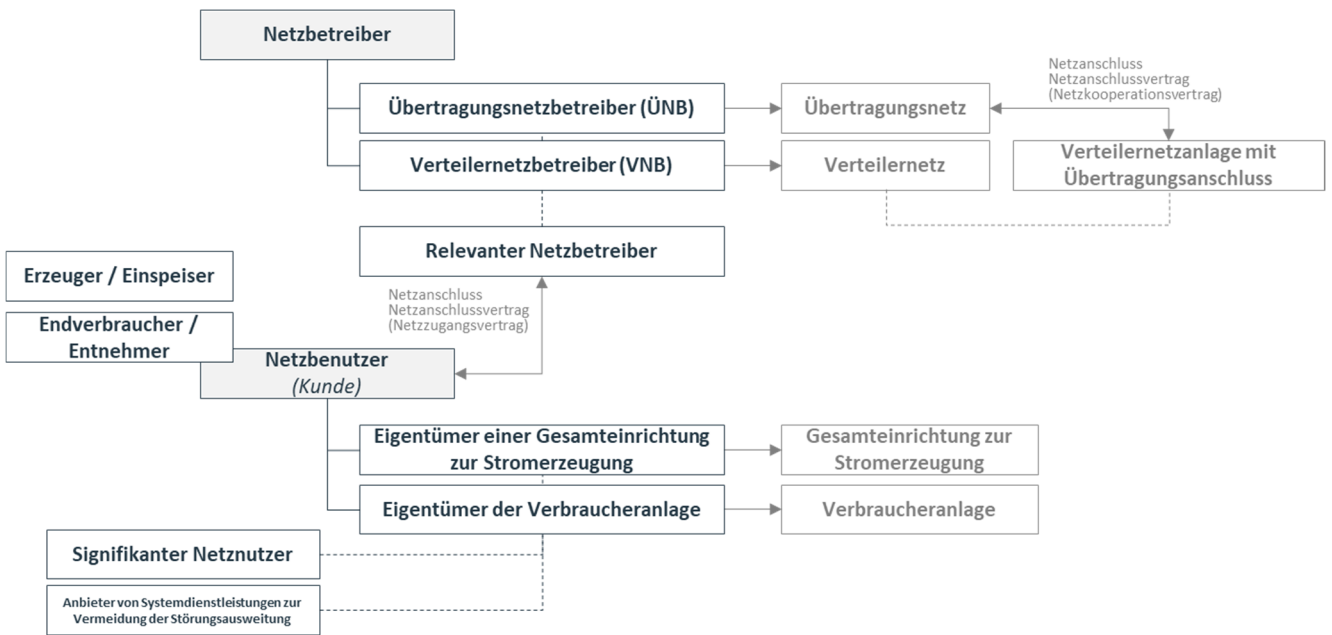 Netzbetreiber
Übertragungsnetzbetreiber (ÜNB)
Übertragungsnetz
Netzanschluss
Netzanschlussvertrag
(Netzkooperationsvertrag)
Verteilernetzbetreiber (VNB)
Verteilernetz
Verteilernetzanlage mit
Übertragungsanschluss
Relevanter Netzbetreiber
Erzeuger / Einspeiser
Endverbraucher /
Entnehmer
Netzanschluss
Netzanschlussvertrag
(Netzzugangsvertrag)
Netzbenutzer
(Kunde)
Eigentümer einer Gesamteinrichtung
zur Stromerzeugung
Gesamteinrichtung zur
Stromerzeugung
Eigentümer der Verbraucheranlage
Verbraucheranlage
Signifikanter Netznutzer
Anbieter von Systemdienstleistungen zur
Vermeidung der Störungsausweitung